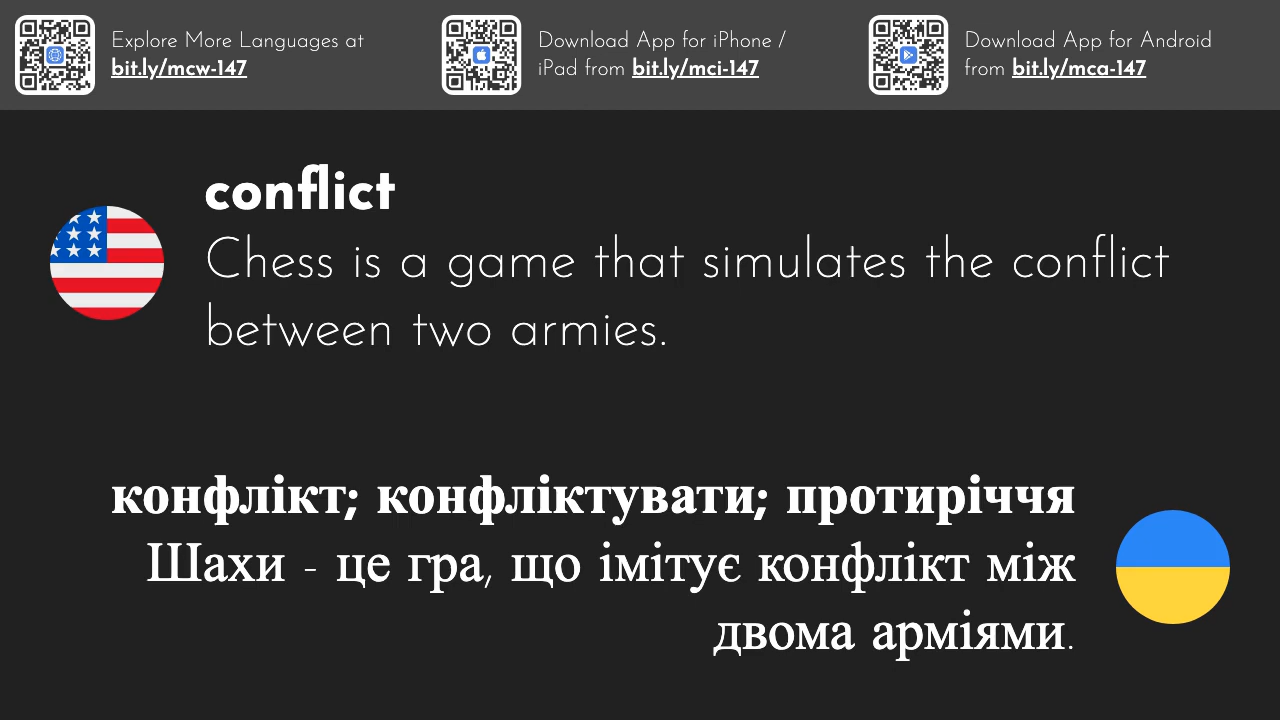 Explore More Languages at
bit.ly/mcw-147
Download App for iPhone /
iPad from bit.ly/mci-147
Download App for Android
from bit.ly/mca-147
conflict
Chess is a game that simulates the conflict
between two armies.
конфлікт; конфліктувати; протиріччя
Шахи - це гра, що імітує конфлікт між
двома арміями.